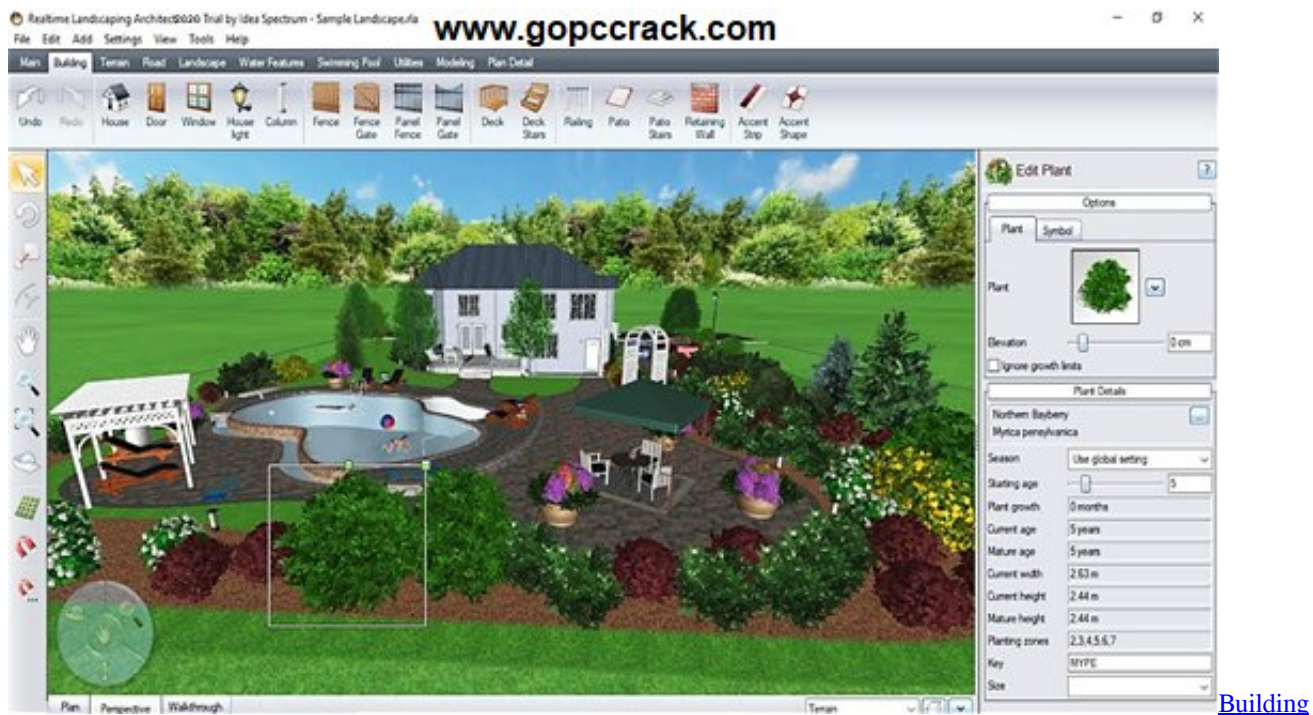 Realtime Landscaping Architect 2020 Trial by Idea Spectrum - Sample Landscape.rla
www.gopccrack.com
File Edit Add Settings View Tools Help
Main Building Terrain Road Landscape Water Features Swimming Pool Utilities Modeling Plan Detail
Undo Redo House Door Window House light Column Fence Fence Gate Panel Fence Panel Gate Deck Deck Stairs Railing Patio Patio Stairs Retaining Wall Accent Strip Accent Shape
Edit Plant ?
Options
Plant Symbol
Plant
Elevation 0 cm
Ignore growth limits
Plant Details
Northern Bayberry ...
Myrica pensylvanica
Season Use global setting
Starting age 5
Plant growth 0 months
Current age 5 years
Mature age 5 years
Current width 2.63 m
Current height 2.44 m
Mature height 2.44 m
Planting zones 2,3,4,5,6,7
Key MYPE
Size
Building
Plan Perspective Walkthrough Terrain